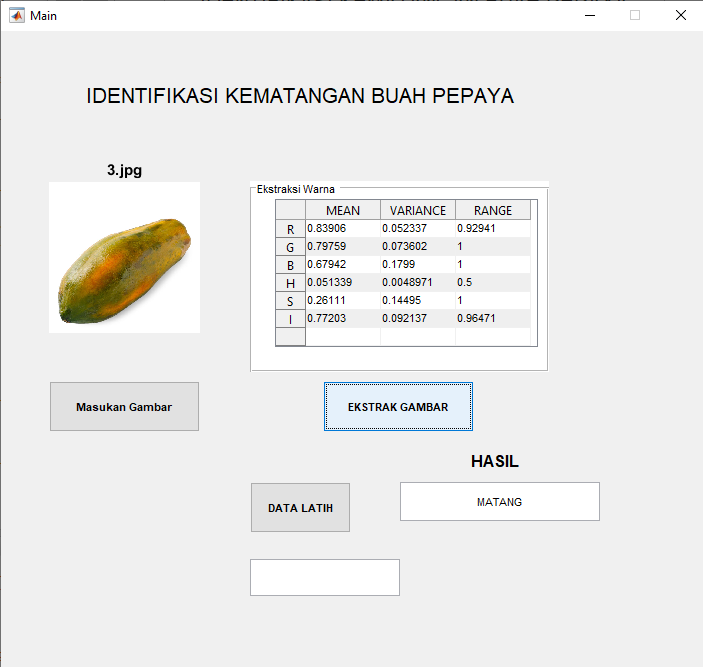 Main
IDENTIFIKASI KEMATANGAN BUAH PEPAYA
3.jpg
Ekstraksi Warna
MEAN VARIANCE RANGE
R 0.83906 0.052337 0.92941
G 0.79759 0.073602 1
B 0.67942 0.1799 1
H 0.051339 0.0048971 0.5
S 0.26111 0.14495 1
I 0.77203 0.092137 0.96471
Masukan Gambar
EKSTRAK GAMBAR
HASIL
DATA LATIH
MATANG